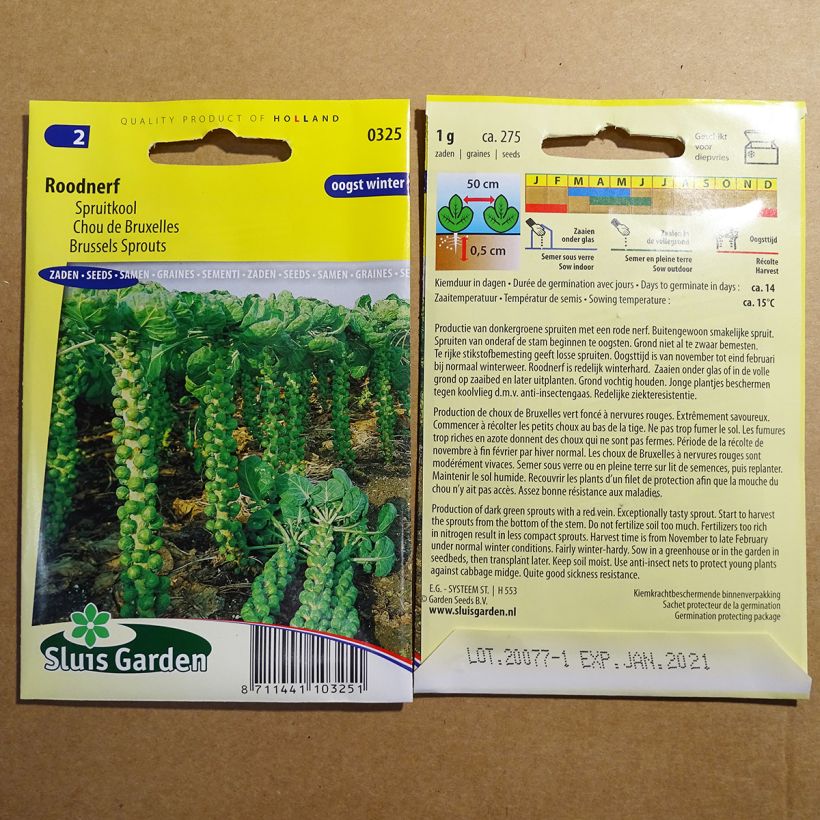 QUALITY PRODUCT OF HOLLAND
2
0325
Roodnerf
oogst winter
Spruitkool
Chou de Bruxelles
Brussels Sprouts
ZADEN • SEEDS • SAMEN • GRAINES • SEMENTI • ZADEN • SEEDS • SAMEN • GRAINES • SE
Sluis Garden
8 711441 103251
1 g ca. 275
zaden | graines | seeds
Geschikt
voor
diepvries
J F M A M J J A S O N D
50 cm
0,5 cm
Zaaien
onder glas
Semer sous verre
Sow indoor
Zaaien in
de vollegrond
Semer en pleine terre
Sow outdoor
Oogsttijd
Récolte
Harvest
Kiemduur in dagen • Durée de germination avec jours • Days to germinate in days : ca. 14
Zaaitemperatuur • Températur de semis • Sowing temperature : ca. 15°C
Productie van donkergroene spruiten met een rode nerf. Buitengewoon smakelijke spruit.
Spruiten van onderaf de stam beginnen te oogsten. Grond niet al te zwaar bemesten.
Te rijke stikstofbemesting geeft losse spruiten. Oogsttijd is van november tot eind februari
bij normaal winterweer. Roodnerf is redelijk winterhard. Zaaien onder glas of in de volle
grond op zaaibed en later uitplanten. Grond vochtig houden. Jonge plantjes beschermen
tegen koolvlieg d.m.v. anti-insectengaas. Redelijke ziekteresistentie.
Production de choux de Bruxelles vert foncé à nervures rouges. Extrêmement savoureux.
Commencer à récolter les petits choux au bas de la tige. Ne pas trop fumer le sol. Les fumures
trop riches en azote donnent des choux qui ne sont pas fermes. Période de la récolte de
novembre à fin février par hiver normal. Les choux de Bruxelles à nervures rouges sont
modérément vivaces. Semer sous verre ou en pleine terre sur lit de semences, puis replanter.
Maintenir le sol humide. Recouvrir les plants d'un filet de protection afin que la mouche du
chou n'y ait pas accès. Assez bonne résistance aux maladies.
Production of dark green sprouts with a red vein. Exceptionally tasty sprout. Start to harvest
the sprouts from the bottom of the stem. Do not fertilize soil too much. Fertilizers too rich
in nitrogen result in less compact sprouts. Harvest time is from November to late February
under normal winter conditions. Fairly winter-hardy. Sow in a greenhouse or in the garden in
seedbeds, then transplant later. Keep soil moist. Use anti-insect nets to protect young plants
against cabbage midge. Quite good sickness resistance.
E.G. - SYSTEEM ST. | H 553
© Garden Seeds B.V.
www.sluisgarden.nl
Kiemkrachtbeschermende binnenverpakking
Sachet protecteur de la germination
Germination protecting package
LOT.20077-1 EXP.JAN.2021